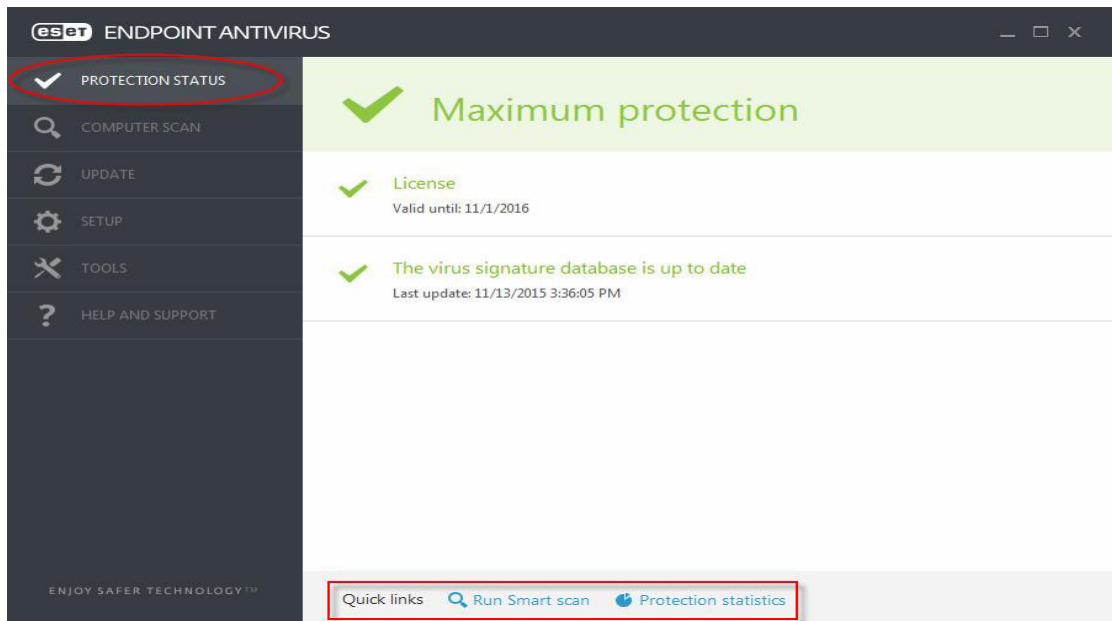 eset ENDPOINT ANTIVIRUS
PROTECTION STATUS
COMPUTER SCAN
UPDATE
SETUP
TOOLS
HELP AND SUPPORT
ENJOY SAFER TECHNOLOGY™
Maximum protection
License
Valid until: 11/1/2016
The virus signature database is up to date
Last update: 11/13/2015 3:36:05 PM
Quick links Run Smart scan Protection statistics